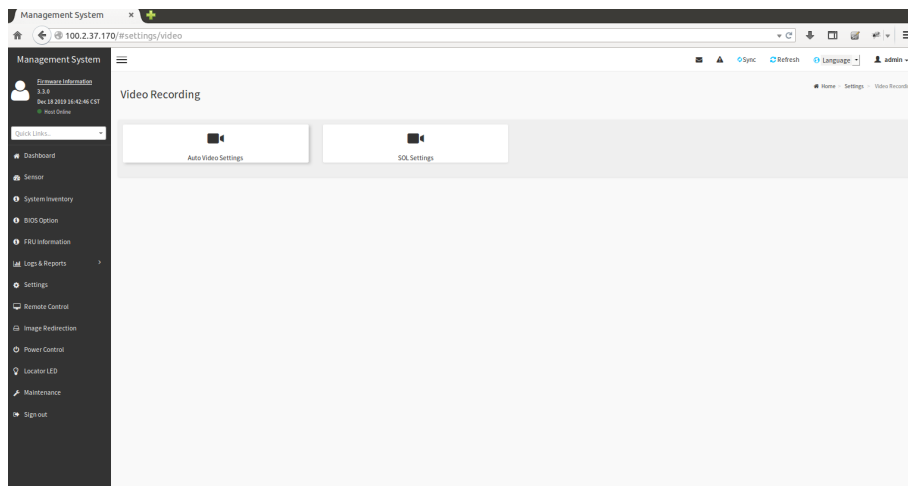 Management System
100.2.37.170/#settings/video
Management System
Sync
Refresh
Language
admin
Firmware Information
3.3.0
Dec 18 2019 16:42:46 CST
Host Online
Video Recording
Home
Settings
Video Recordi
Quick Links..
Auto Video Settings
SOL Settings
Dashboard
Sensor
System Inventory
BIOS Option
FRU Information
Logs & Reports
Settings
Remote Control
Image Redirection
Power Control
Locator LED
Maintenance
Sign out